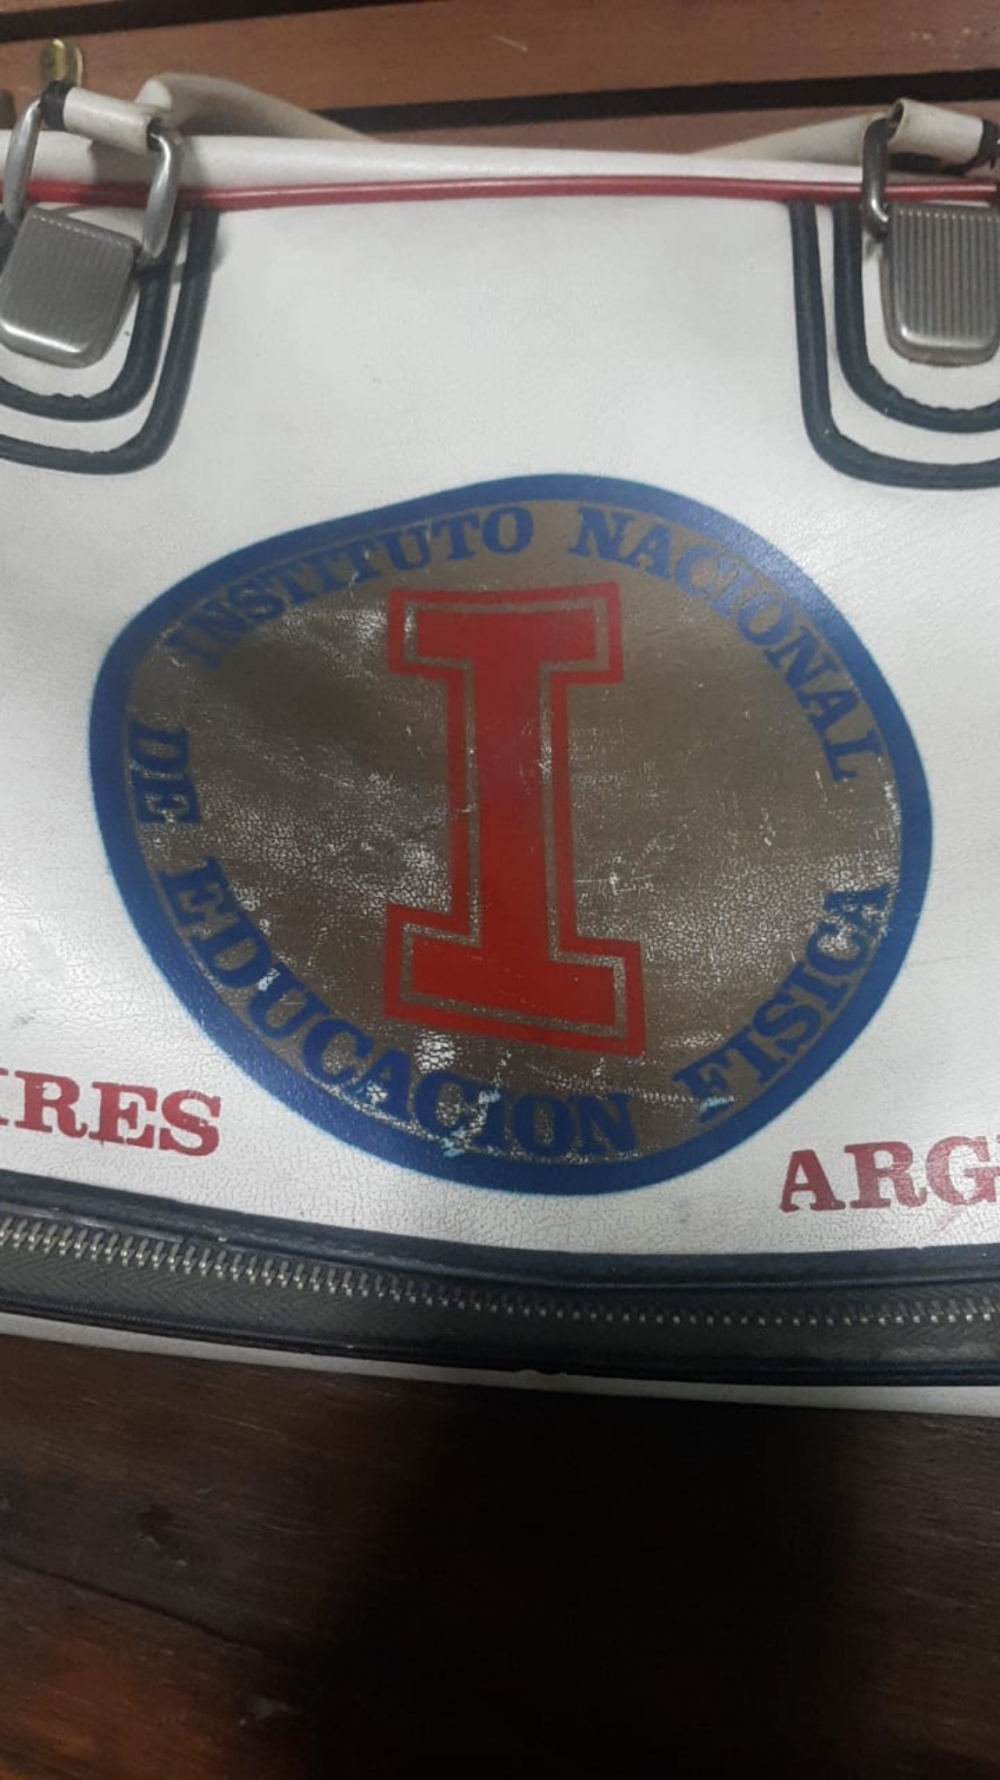 INSTITUTO NACIONAL
DE EDUCACION FISICA
I
IRES
ARG